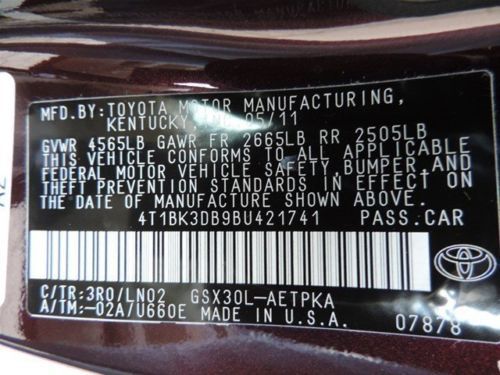 MFD.BY:TOYOTA MOTOR MANUFACTURING,
KENTUCKY, 05/11
GVWR 4565LB GAWR FR 2665LB RR 2505LB
THIS VEHICLE CONFORMS TO ALL APPLICABLE
FEDERAL MOTOR VEHICLE SAFETY,BUMPER,AND
THEFT PREVENTION STANDARDS IN EFFECT ON
THE DATE OF MANUFACTURE SHOWN ABOVE.
4T1BK3DB9BU421741 PASS.CAR
C/TR:3R0/LN02 GSX30L-AETPKA
A/TM:-02A/U660E MADE IN U.S.A. 07878
TOYOTA